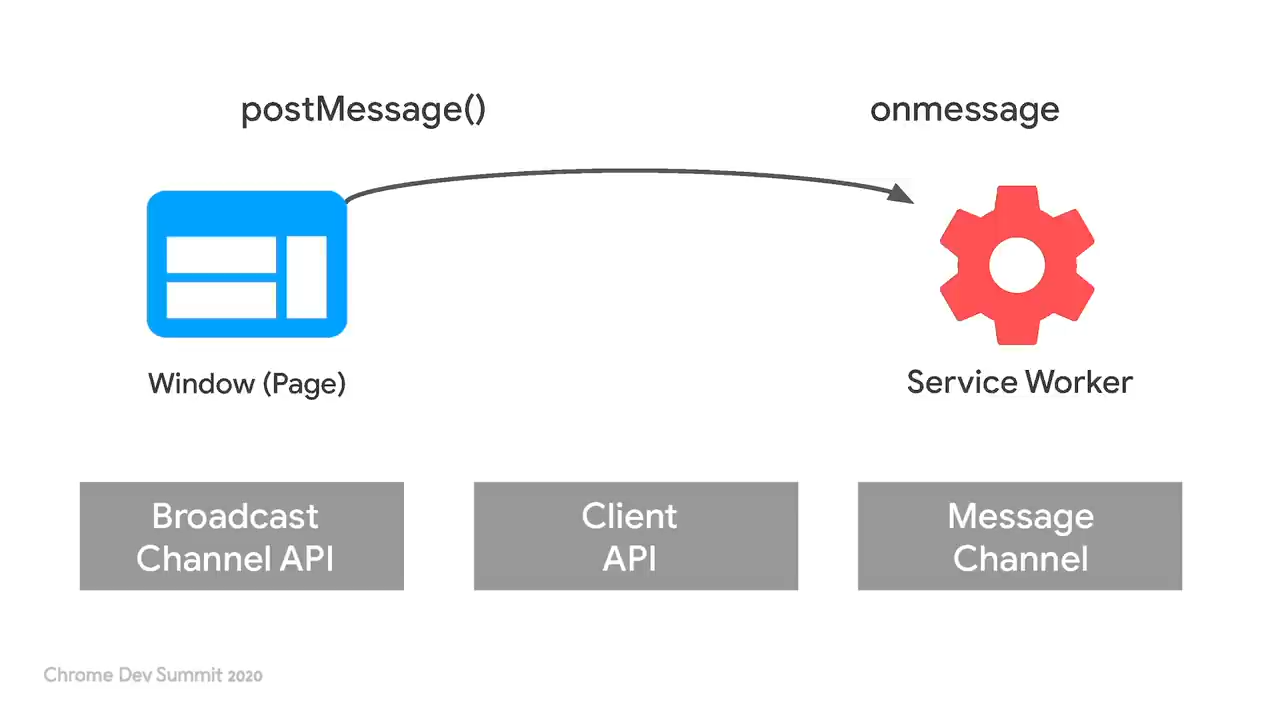 postMessage()
onmessage
Window (Page)
Service Worker
Broadcast
Channel API
Client
API
Message
Channel
Chrome Dev Summit 2020